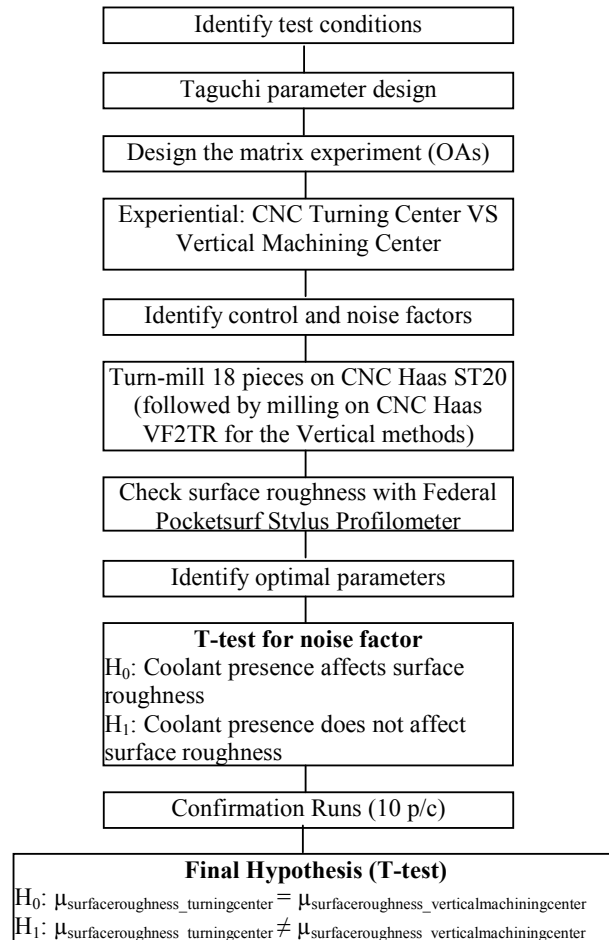 Identify test conditions
Taguchi parameter design
Design the matrix experiment (OAs)
Experiential: CNC Turning Center VS
Vertical Machining Center
Identify control and noise factors
Turn-mill 18 pieces on CNC Haas ST20
(followed by milling on CNC Haas
VF2TR for the Vertical methods)
Check surface roughness with Federal
Pocketsurf Stylus Profilometer
Identify optimal parameters
T-test for noise factor
H₀: Coolant presence affects surface
roughness
H₁: Coolant presence does not affect
surface roughness
Confirmation Runs (10 p/c)
Final Hypothesis (T-test)
H₀: μsurfaceroughness_turningcenter = μsurfaceroughness_verticalmachiningcenter
H₁: μsurfaceroughness_turningcenter ≠ μsurfaceroughness_verticalmachiningcenter